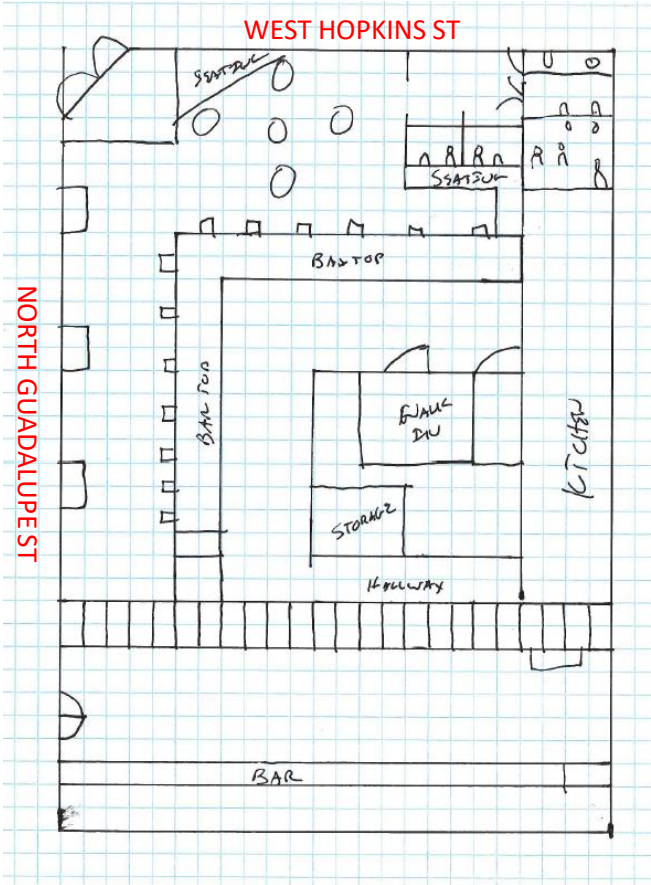 WEST HOPKINS ST
SEATING
SEATING
BARTOP
NORTH GUADALUPE ST
BAR TOP
WALK
IN
KITCHEN
STORAGE
HALLWAY
BAR